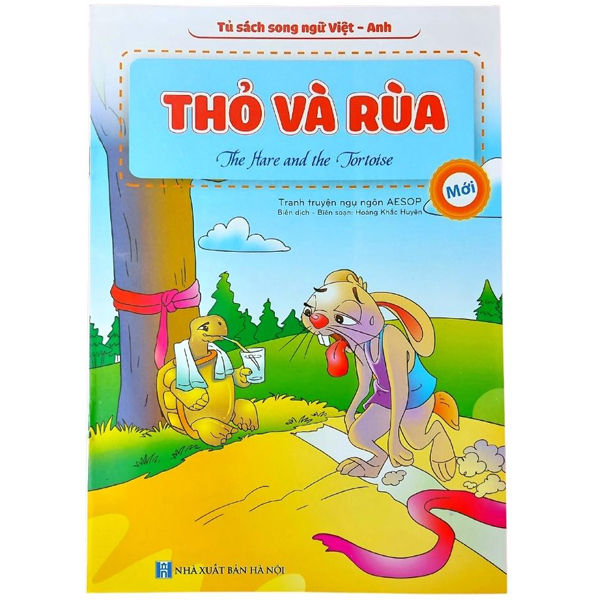 Tủ sách song ngữ Việt - Anh
THỎ VÀ RÙA
The Hare and the Tortoise
Mới
Tranh truyện ngụ ngôn AESOP
Biên dịch - Biên soạn: Hoàng Khắc Huyên
NHÀ XUẤT BẢN HÀ NỘI